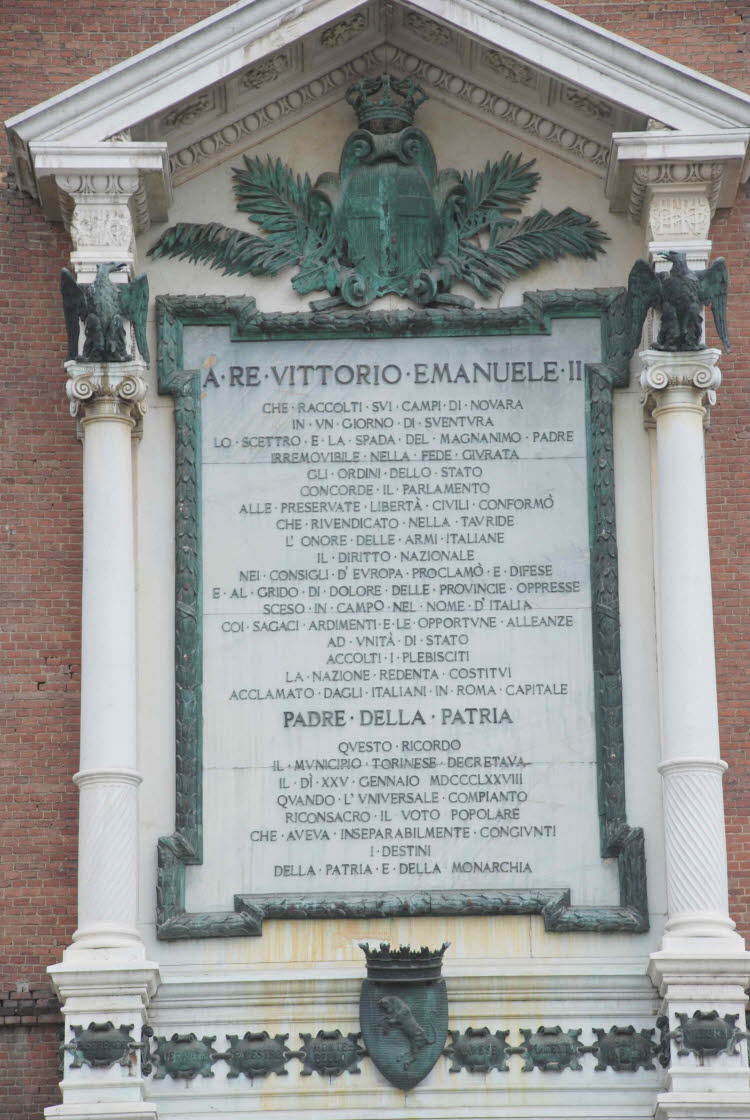 A·RE·VITTORIO·EMANUELE·II
CHE·RACCOLTI·SVI·CAMPI·DI·NOVARA
IN·VN·GIORNO·DI·SVENTVRA
LO·SCETTRO·E·LA·SPADA·DEL·MAGNANIMO·PADRE
IRREMOVIBILE·NELLA·FEDE·GIVRATA
GLI·ORDINI·DELLO·STATO
CONCORDE·IL·PARLAMENTO
ALLE·PRESERVATE·LIBERTÀ·CIVILI·CONFORMÒ
CHE·RIVENDICATO·NELLA·TAVRIDE
L'ONORE·DELLE·ARMI·ITALIANE
IL·DIRITTO·NAZIONALE
NEI·CONSIGLI·D'EVROPA·PROCLAMÒ·E·DIFESE
E·AL·GRIDO·DI·DOLORE·DELLE·PROVINCIE·OPPRESSE
SCESO·IN·CAMPO·NEL·NOME·D'ITALIA
COI·SAGACI·ARDIMENTI·E·LE·OPPORTVNE·ALLEANZE
AD·VNITÀ·DI·STATO
ACCOLTI·I·PLEBISCITI
LA·NAZIONE·REDENTA·COSTITVI
ACCLAMATO·DAGLI·ITALIANI·IN·ROMA·CAPITALE
PADRE·DELLA·PATRIA
QVESTO·RICORDO
IL·MVNICIPIO·TORINESE·DECRETAVA
IL·DÌ·XXV·GENNAIO·MDCCCLXXVIII
QVANDO·L'VNIVERSALE·COMPIANTO
RICONSACRO·IL·VOTO·POPOLARE
CHE·AVEVA·INSEPARABILMENTE·CONGIVNTI
I·DESTINI
DELLA·PATRIA·E·DELLA·MONARCHIA